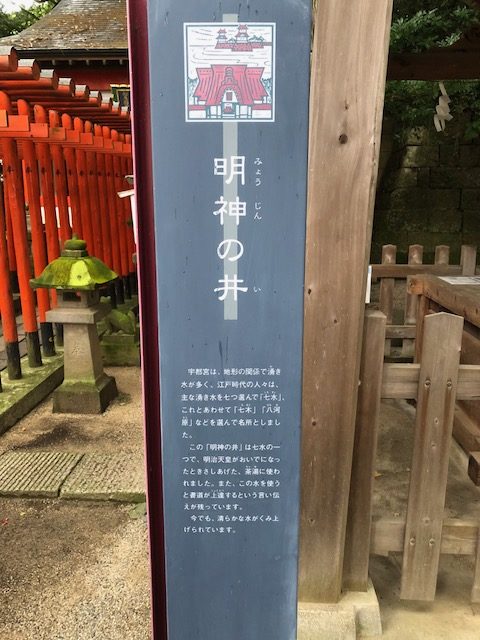 明神の井
みょうじんい
宇都宮は、地形の関係で湧き
水が多く、江戸時代の人々は、
主な湧き水を七つ選んで「七水」、
これとあわせて「七木」「八河
原」などを選んで名所としまし
た。
この「明神の井」は七水の一
つで、明治天皇がおいでになっ
たときさしあげた、茶湯に使わ
れました。また、この水を使う
と書道が上達するという言い伝
えが残っています。
今でも、清らかな水がくみ上
げられています。